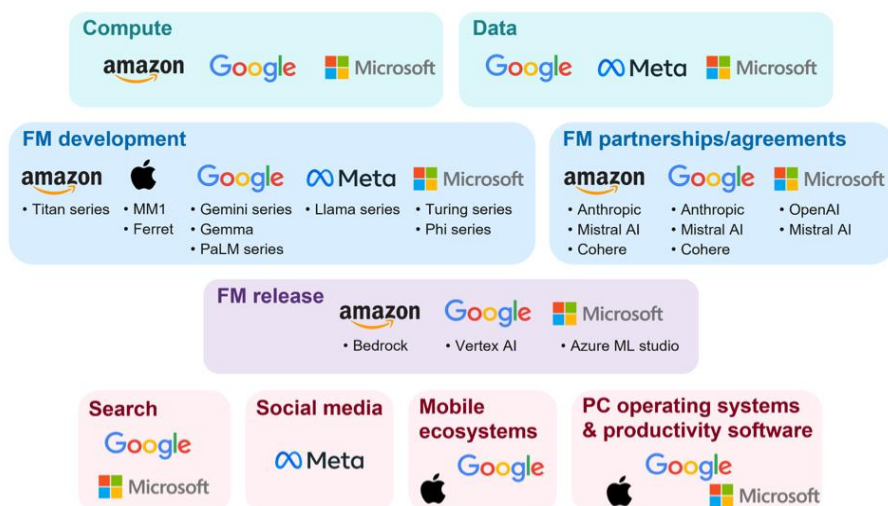 Compute
amazon Google Microsoft
Data
Google Meta Microsoft
FM development
amazon Google Meta Microsoft
• Titan series • MM1 • Gemini series • Llama series • Turing series
• Ferret • Gemma • Phi series
• PaLM series
FM partnerships/agreements
amazon Google Microsoft
• Anthropic • Anthropic • OpenAI
• Mistral AI • Mistral AI • Mistral AI
• Cohere • Cohere
FM release
amazon Google Microsoft
• Bedrock • Vertex AI • Azure ML studio
Search
Google
Microsoft
Social media
Meta
Mobile
ecosystems
Google
PC operating systems
& productivity software
Google
Microsoft